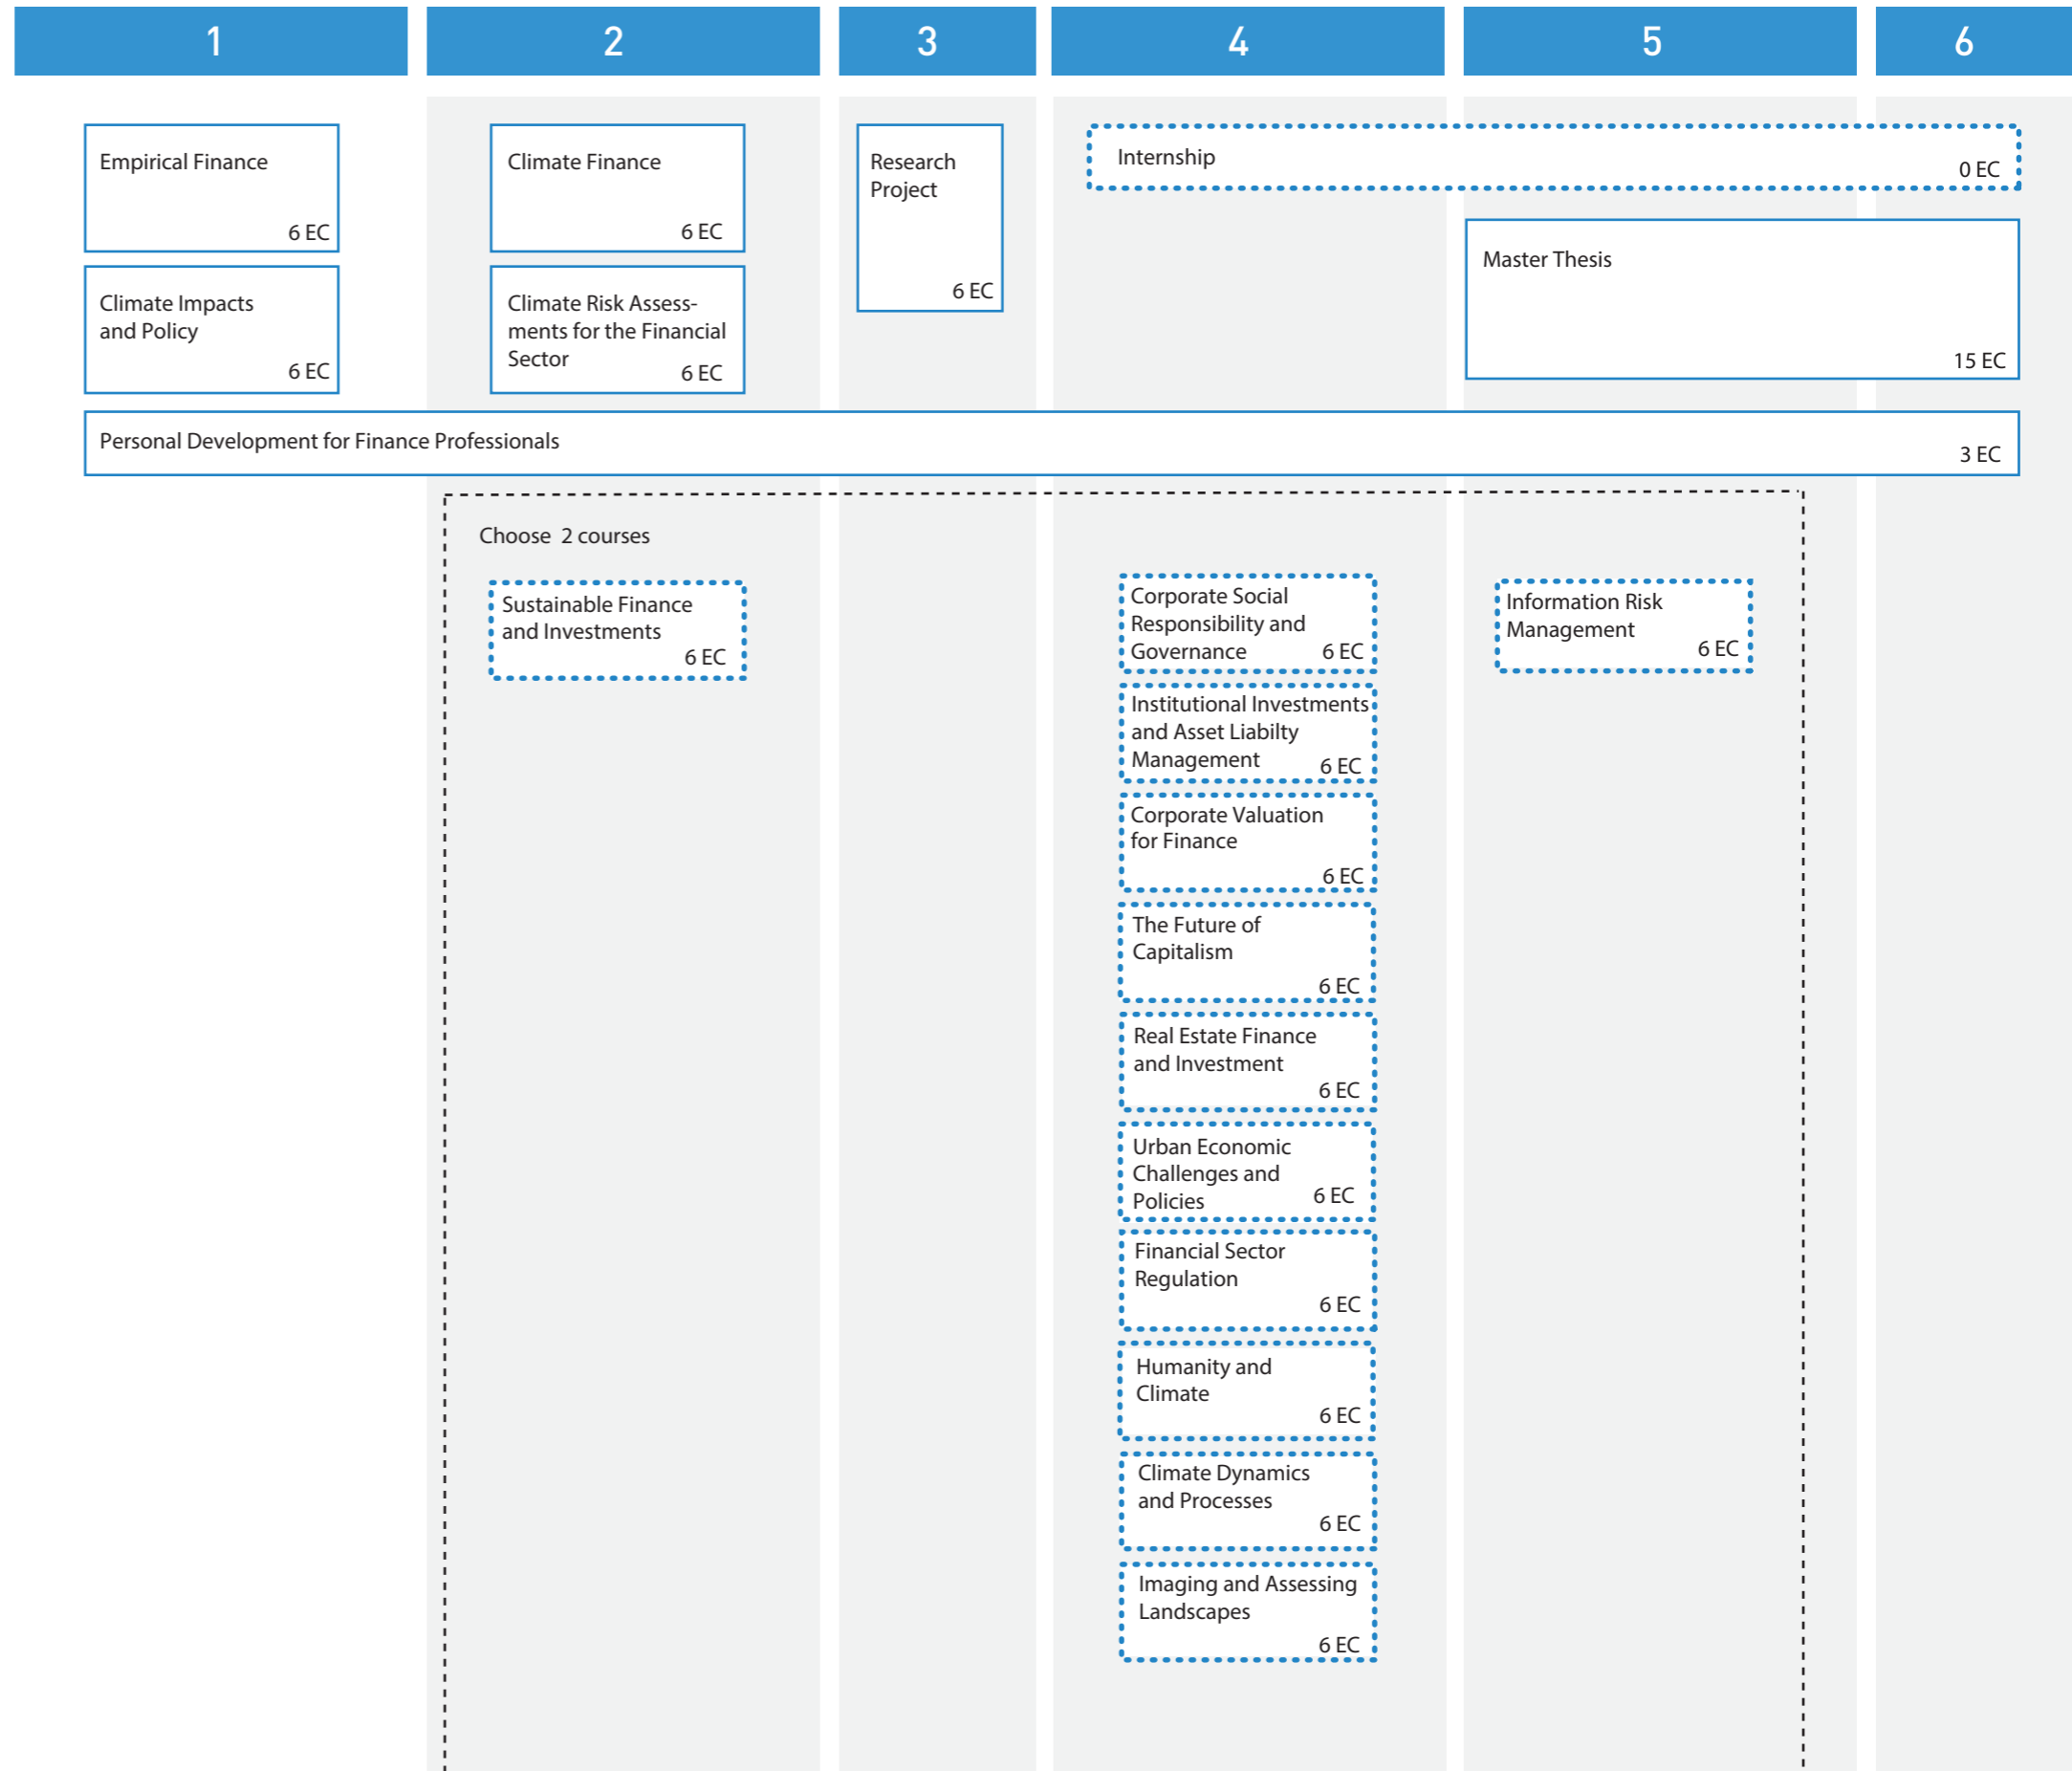 1
2
3
4
5
6
Empirical Finance
6 EC
Climate Impacts
and Policy
6 EC
Climate Finance
6 EC
Climate Risk Assess-
ments for the Financial
Sector
6 EC
Research
Project
6 EC
Internship
0 EC
Master Thesis
15 EC
Personal Development for Finance Professionals
3 EC
Choose 2 courses
Sustainable Finance
and Investments
6 EC
Corporate Social
Responsibility and
Governance 6 EC
Institutional Investments
and Asset Liabilty
Management 6 EC
Corporate Valuation
for Finance
6 EC
The Future of
Capitalism
6 EC
Real Estate Finance
and Investment
6 EC
Urban Economic
Challenges and
Policies 6 EC
Financial Sector
Regulation
6 EC
Humanity and
Climate
6 EC
Climate Dynamics
and Processes
6 EC
Imaging and Assessing
Landscapes
6 EC
Information Risk
Management
6 EC